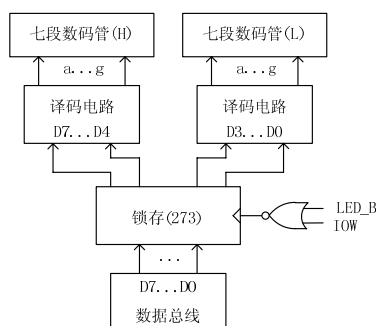 七段数码管(H)
七段数码管(L)
a...g
a...g
译码电路
D7...D4
译码电路
D3...D0
锁存(273)
LED_B
IOW
...
D7...D0
数据总线